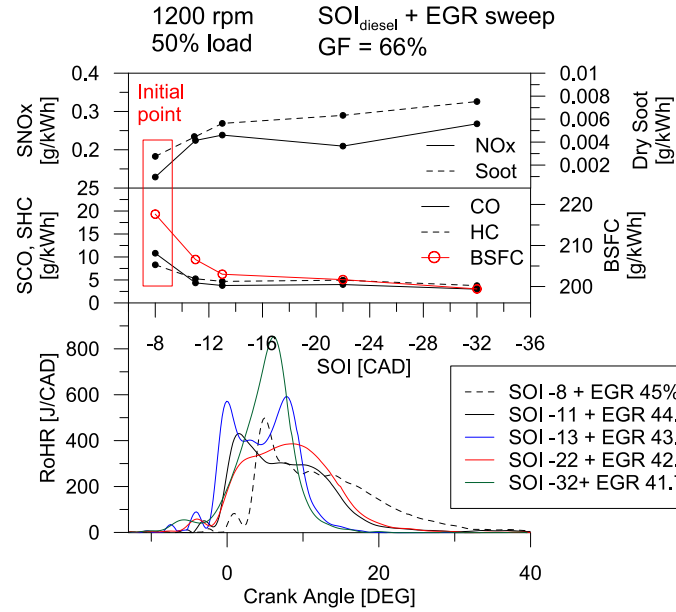 1200 rpm
50% load
SOI_diesel + EGR sweep
GF = 66%
0.4
0.3
0.2
SNOx
[g/kWh]
Initial
point
0.01
0.008
0.006
0.004
0.002
Dry Soot
[g/kWh]
NOx
Soot
25
20
15
10
5
0
SCO, SHC
[g/kWh]
CO
HC
BSFC
220
210
200
BSFC
[g/kWh]
-8 -12 -16 -20 -24 -28 -32 -36
SOI [CAD]
800
600
400
200
0
RoHR [J/CAD]
SOI -8 + EGR 45%
SOI -11 + EGR 44.
SOI -13 + EGR 43.
SOI -22 + EGR 42.
SOI -32+ EGR 41.
0 20 40
Crank Angle [DEG]